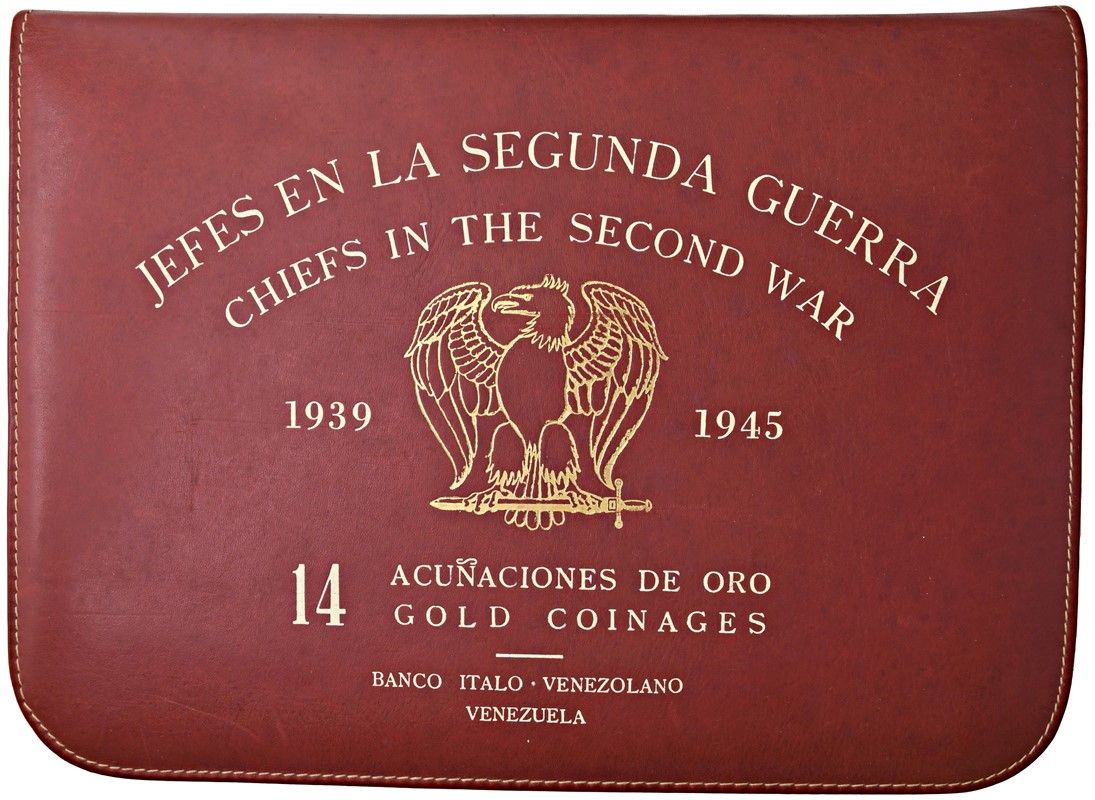 JEFES EN LA SEGUNDA GUERRA
CHIEFS IN THE SECOND WAR
1939 1945
14 ACUÑACIONES DE ORO
GOLD COINAGES
BANCO ITALO · VENEZOLANO
VENEZUELA